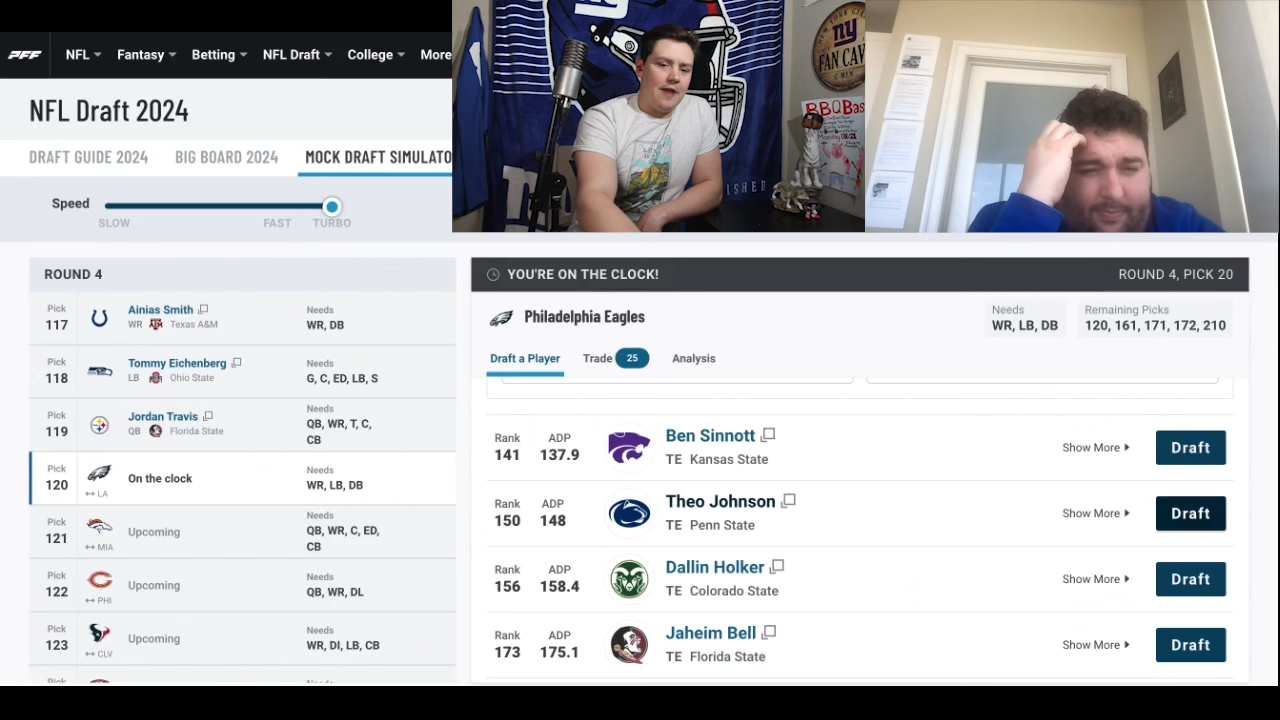 PFF NFL Fantasy Betting NFL Draft College More
NFL Draft 2024
DRAFT GUIDE 2024 BIG BOARD 2024 MOCK DRAFT SIMULATO
Speed
SLOW FAST TURBO
NEW YORK
ny
FAN CAVE
BBQBas
Monday 08/21
ISHED
ROUND 4
Pick 117
Ainias Smith
WR Texas A&M
Needs
WR, DB
Pick 118
Tommy Eichenberg
LB Ohio State
Needs
G, C, ED, LB, S
Pick 119
Jordan Travis
QB Florida State
Needs
QB, WR, T, C,
CB
Pick 120
LA
On the clock
Needs
WR, LB, DB
Pick 121
MIA
Upcoming
Needs
QB, WR, C, ED,
CB
Pick 122
PHI
Upcoming
Needs
QB, WR, DL
Pick 123
CLV
Upcoming
Needs
WR, DI, LB, CB
YOU'RE ON THE CLOCK! ROUND 4, PICK 20
Philadelphia Eagles
Needs
WR, LB, DB
Remaining Picks
120, 161, 171, 172, 210
Draft a Player Trade 25 Analysis
Rank 141
ADP 137.9
Ben Sinnott
TE Kansas State
Show More
Draft
Rank 150
ADP 148
Theo Johnson
TE Penn State
Show More
Draft
Rank 156
ADP 158.4
Dallin Holker
TE Colorado State
Show More
Draft
Rank 173
ADP 175.1
Jaheim Bell
TE Florida State
Show More
Draft